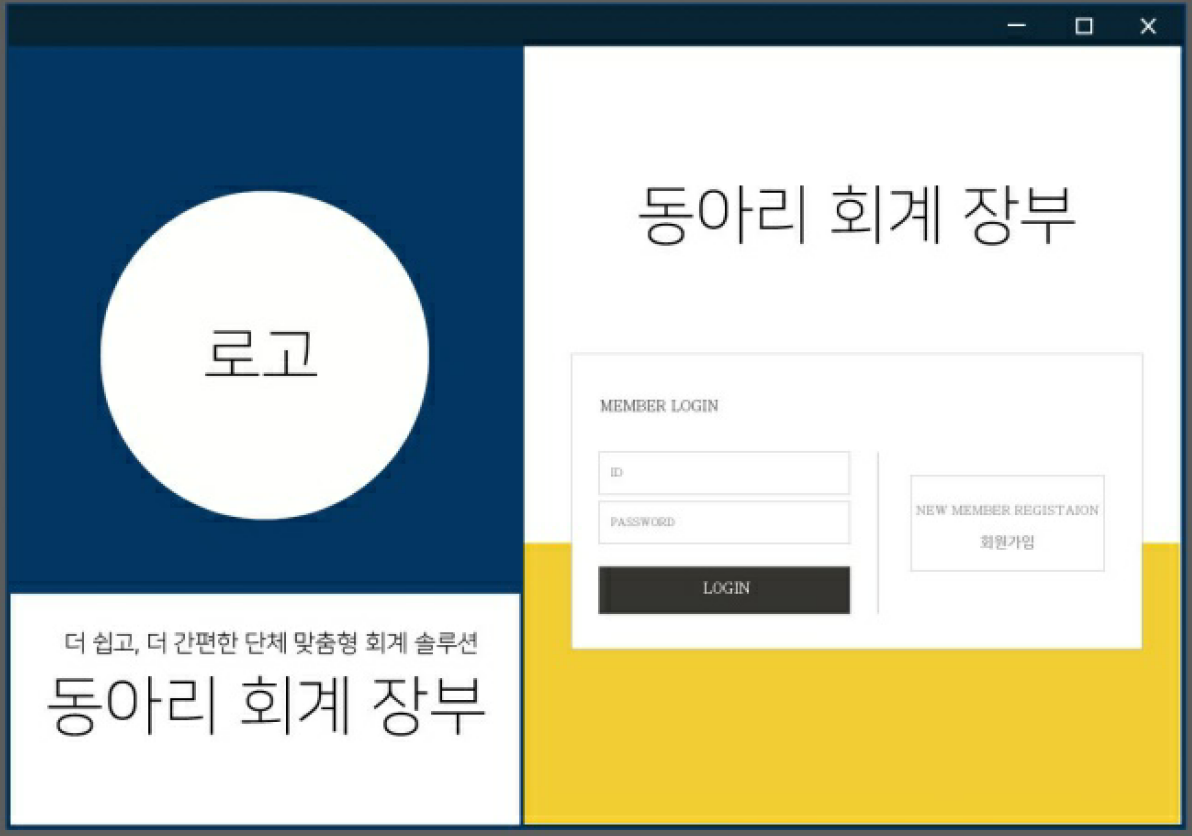 로고
더 쉽고, 더 간편한 단체 맞춤형 회계 솔루션
동아리 회계 장부
동아리 회계 장부
MEMBER LOGIN
ID
PASSWORD
LOGIN
NEW MEMBER REGISTAION
회원가입